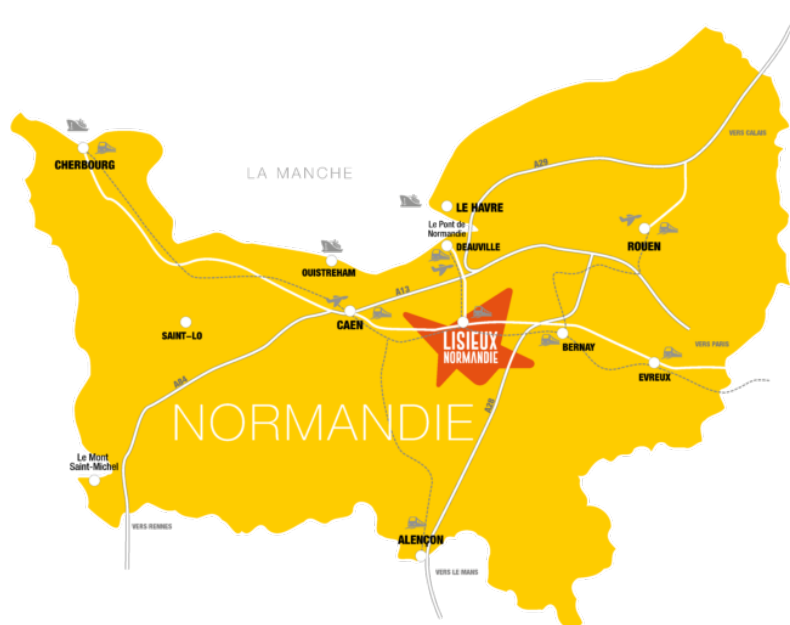 VERS CALAIS
CHERBOURG
A29
LA MANCHE
LE HAVRE
Le Pont de
Normandie
DEAUVILLE
ROUEN
OUISTREHAM
A13
CAEN
SAINT-LO
LISIEUX
NORMANDIE
BERNAY
VERS PARIS
EVREUX
A84
A28
NORMANDIE
Le Mont
Saint-Michel
VERS RENNES
ALENÇON
VERS LE MANS